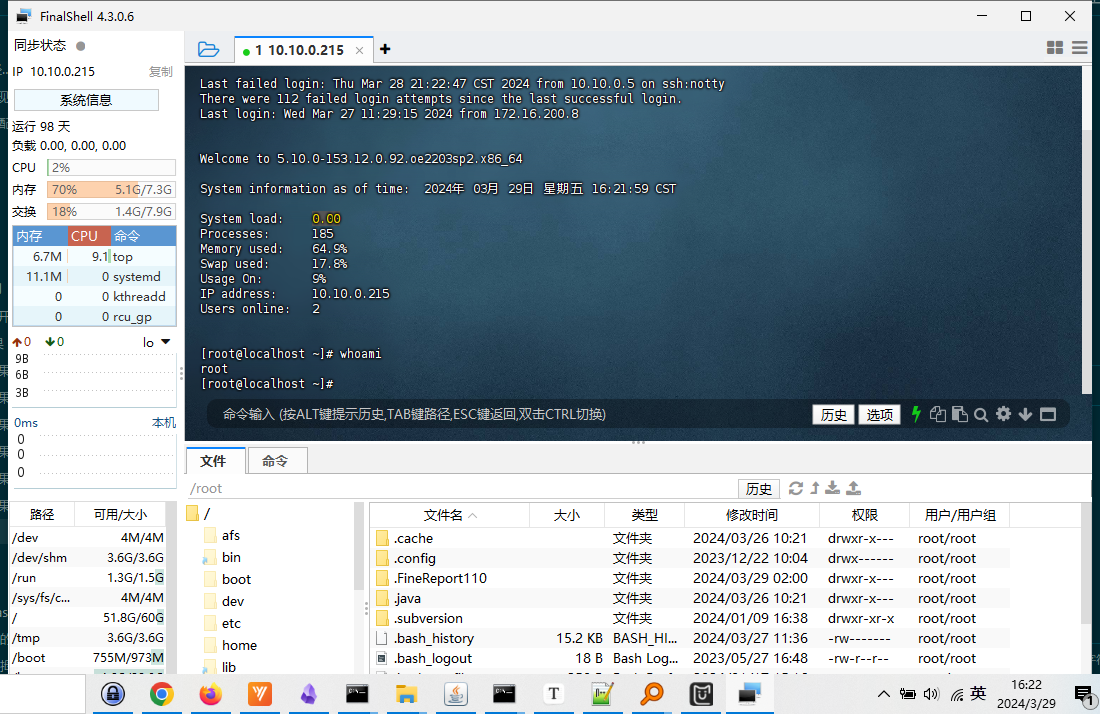 FinalShell 4.3.0.6
同步状态
IP 10.10.0.215 复制
系统信息
运行 98 天
负载 0.00, 0.00, 0.00
CPU 2%
内存 70% 5.1G/7.3G
交换 18% 1.4G/7.9G
内存 CPU 命令
6.7M 9.1 top
11.1M 0 systemd
0 0 kthreadd
0 0 rcu_gp
0 0 lo
9B
6B
3B
0ms 本机
0
0
0
路径 可用/大小
/dev 4M/4M
/dev/shm 3.6G/3.6G
/run 1.3G/1.5G
/sys/fs/c... 4M/4M
/ 51.8G/60G
/tmp 3.6G/3.6G
/boot 755M/973M
1 10.10.0.215
Last failed login: Thu Mar 28 21:22:47 CST 2024 from 10.10.0.5 on ssh:notty
There were 112 failed login attempts since the last successful login.
Last login: Wed Mar 27 11:29:15 2024 from 172.16.200.8
Welcome to 5.10.0-153.12.0.92.oe2203sp2.x86_64
System information as of time: 2024年 03月 29日 星期五 16:21:59 CST
System load: 0.00
Processes: 185
Memory used: 64.9%
Swap used: 17.8%
Usage On: 9%
IP address: 10.10.0.215
Users online: 2
[root@localhost ~]# whoami
root
[root@localhost ~]#
命令输入 (按ALT键提示历史,TAB键路径,ESC键返回,双击CTRL切换) 历史 选项
文件 命令
/root 历史
/
afs
bin
boot
dev
etc
home
lib
文件名 大小 类型 修改时间 权限 用户/用户组
.cache 文件夹 2024/03/26 10:21 drwxr-x--- root/root
.config 文件夹 2023/12/22 10:04 drwx------ root/root
.FineReport110 文件夹 2024/03/29 02:00 drwxr-x--- root/root
.java 文件夹 2024/03/26 10:21 drwxr-x--- root/root
.subversion 文件夹 2024/01/09 16:38 drwxr-xr-x root/root
.bash_history 15.2 KB BASH_HI... 2024/03/27 11:36 -rw------- root/root
.bash_logout 18 B Bash Log... 2023/05/27 16:48 -rw-r--r-- root/root
英 16:22
2024/3/29 1